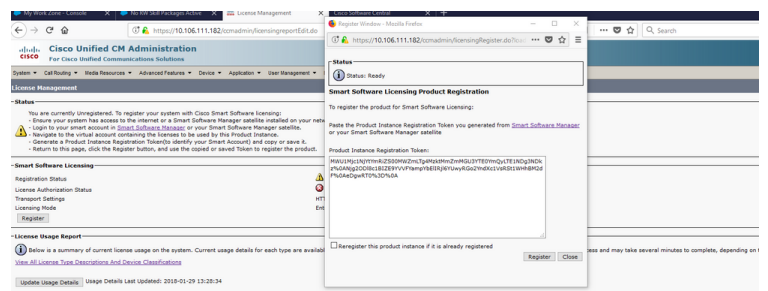 My Work Zone - Console
No RW Skill Packages Active
License Management
Cisco Software Central
https://10.106.111.182/ccmadmin/licensingreportEdit.do
Search
Cisco Unified CM Administration
For Cisco Unified Communications Solutions
CISCO
System
Call Routing
Media Resources
Advanced Features
Device
Application
User Management
License Management
Status
You are currently Unregistered. To register your system with Cisco Smart Software licensing:
- Ensure your system has access to the internet or a Smart Software satellite installed on your
- Login to your smart account in Smart Software Manager or your Smart Software Manager satellite.
- Navigate to the virtual account containing the licenses to be used by this Product Instance.
- Generate a Product Instance Registration Token(to identify your Smart Account) and copy or save it.
- Return to this page, click the Register button, and use the copied or saved Token to register the product.
Smart Software Licensing
Registration Status
License Authorization Status
Transport Settings
HT
Licensing Mode
Ent
Register
License Usage Report
Below is a summary of current license usage on the system. Current usage details for each type are
ess and may take several minutes to complete, depending on
View All License Type Descriptions And Device Classifications
Update Usage Details
Usage Details Last Updated: 2018-01-29 13:28:34
Register Window - Mozilla Firefox
https://10.106.111.182/ccmadmin/licensingRegister.do
Status
Status: Ready
Smart Software Licensing Product Registration
To register the product for Smart Software Licensing:
Paste the Product Instance Registration Token you generated from Smart Software Manager
or your Smart Software Manager satellite
Product Instance Registration Token:
Reregister this product instance if it is already registered
Register
Close